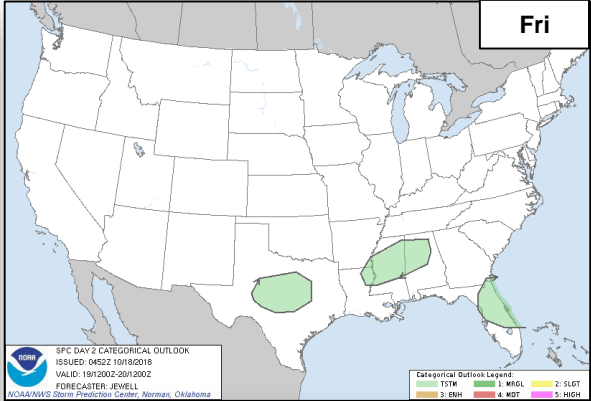 Fri
SPC DAY 2 CATEGORICAL OUTLOOK
ISSUED: 0452Z 10/18/2018
VALID: 19/1200Z-20/1200Z
FORECASTER: JEWELL
NOAA/NWS Storm Prediction Center, Norman, Oklahoma
NOAA
Categorical Outlook Legend:
TSTM 1: MRGL 2: SLGT
3: ENH 4: MDT 5: HIGH